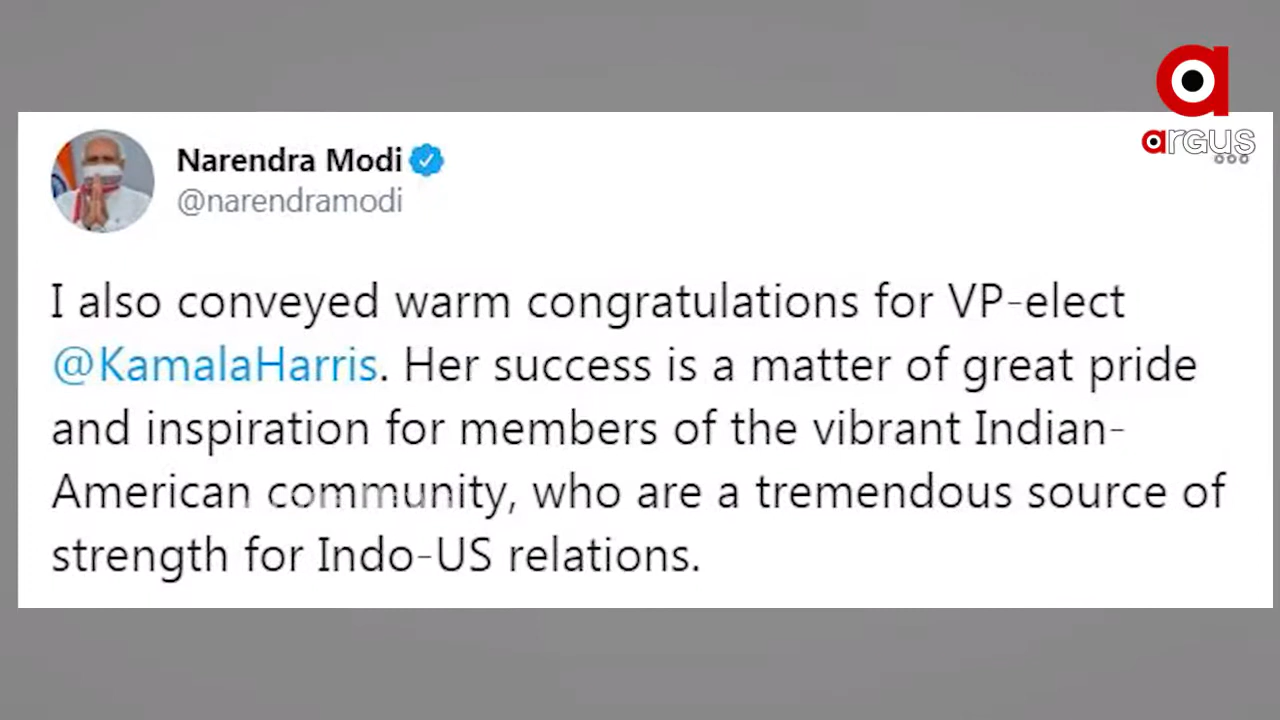 argus
Narendra Modi
@narendramodi
I also conveyed warm congratulations for VP-elect
@KamalaHarris. Her success is a matter of great pride
and inspiration for members of the vibrant Indian-
American community, who are a tremendous source of
strength for Indo-US relations.